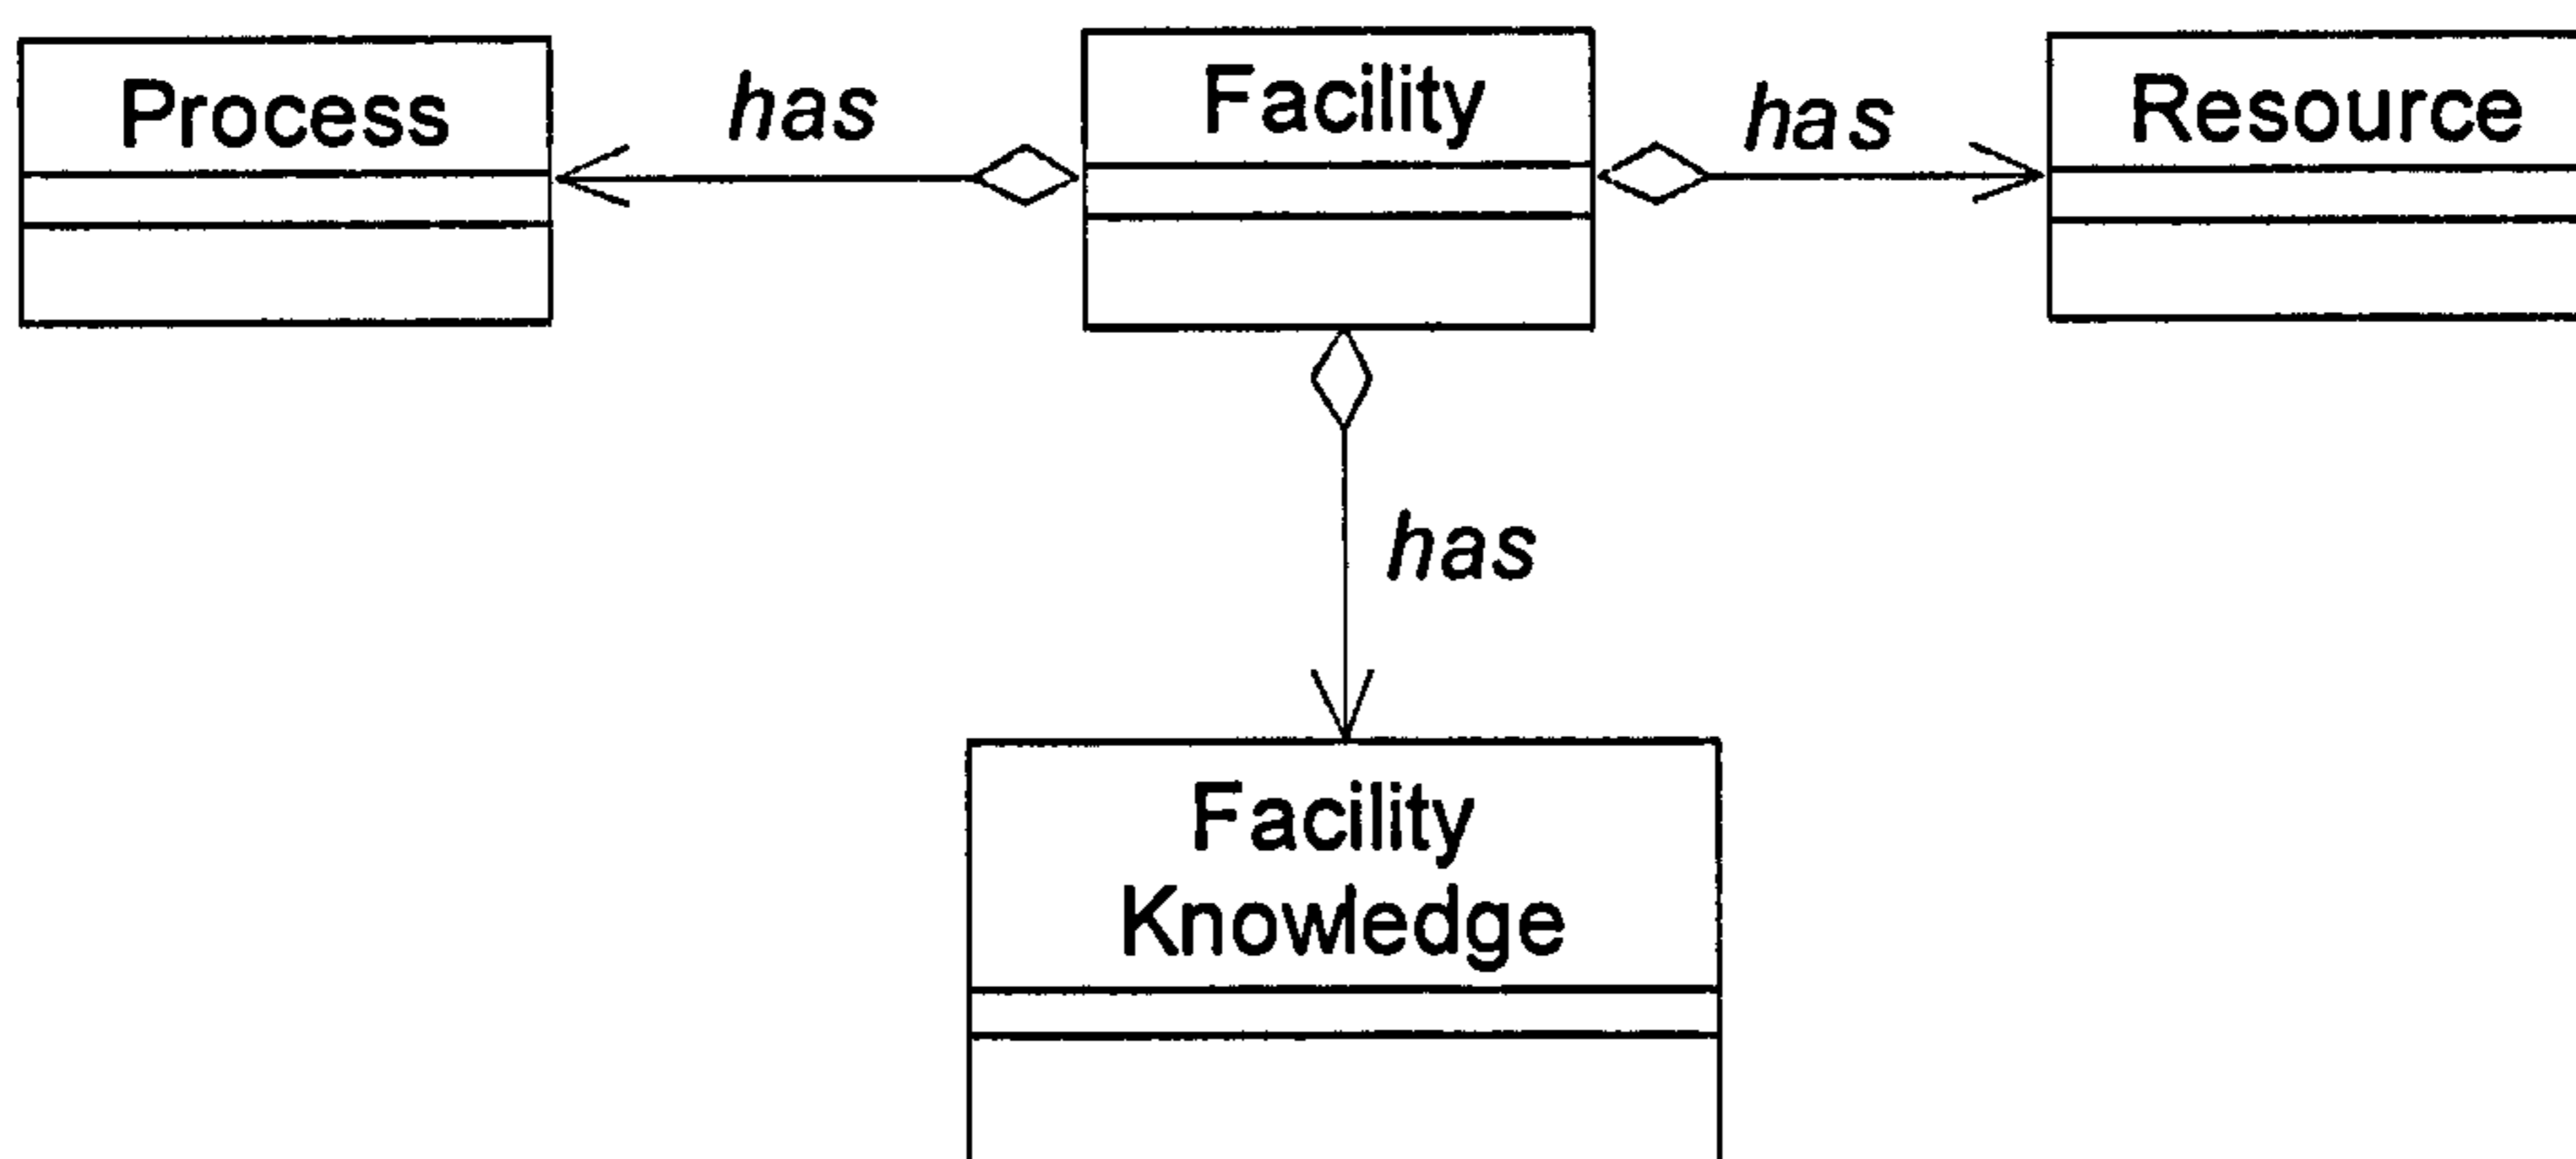 Process
has
Facility
has
Resource
has
Facility
Knowledge